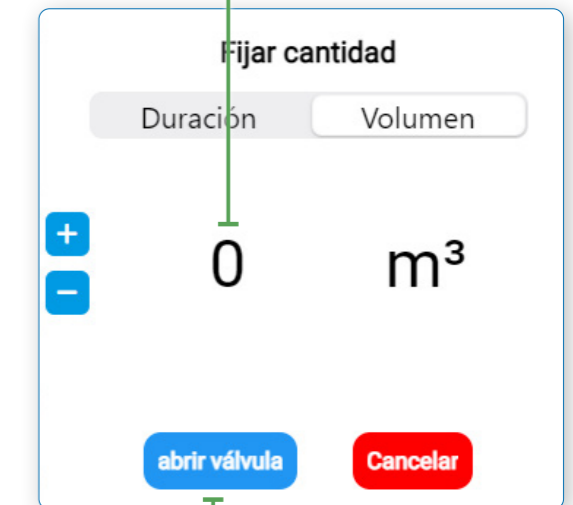 Fijar cantidad
Duración Volumen
+
0 m³
−
abrir válvula Cancelar